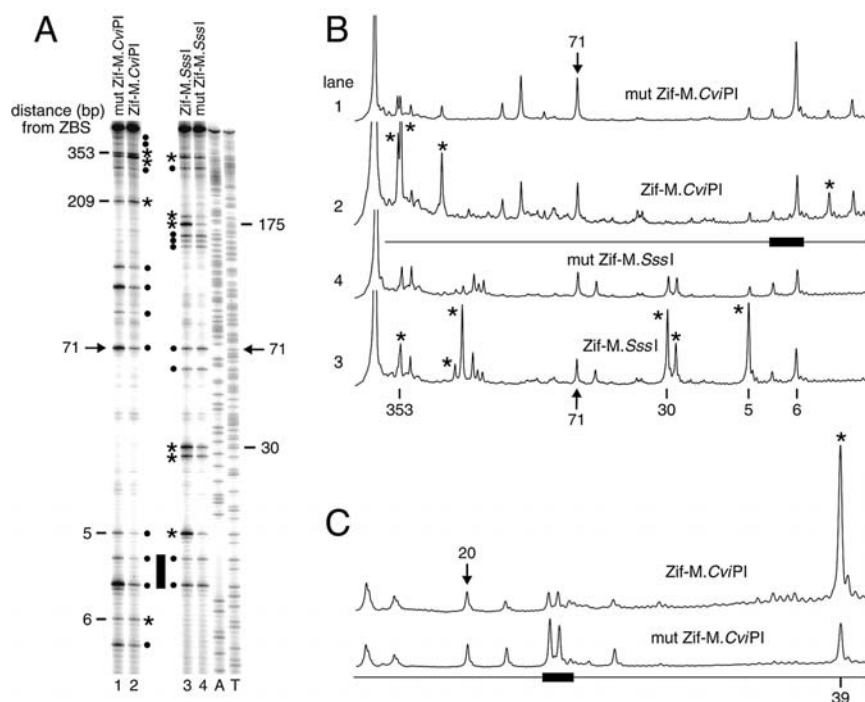 A
mut Zif-M.CviPI
Zif-M.CviPI
Zif-M.SssI
mut Zif-M.SssI
distance (bp)
from ZBS
353
*
*
*
209
*
*
*
175
71
71
*
*
30
5
*
6
*
1 2 3 4 A T
B
71
lane
1
mut Zif-M.CviPI
* *
*
*
2
Zif-M.CviPI
4
mut Zif-M.SssI
*
*
*
*
*
*
3
Zif-M.SssI
353
71
30
5
6
C
*
20
Zif-M.CviPI
mut Zif-M.CviPI
39